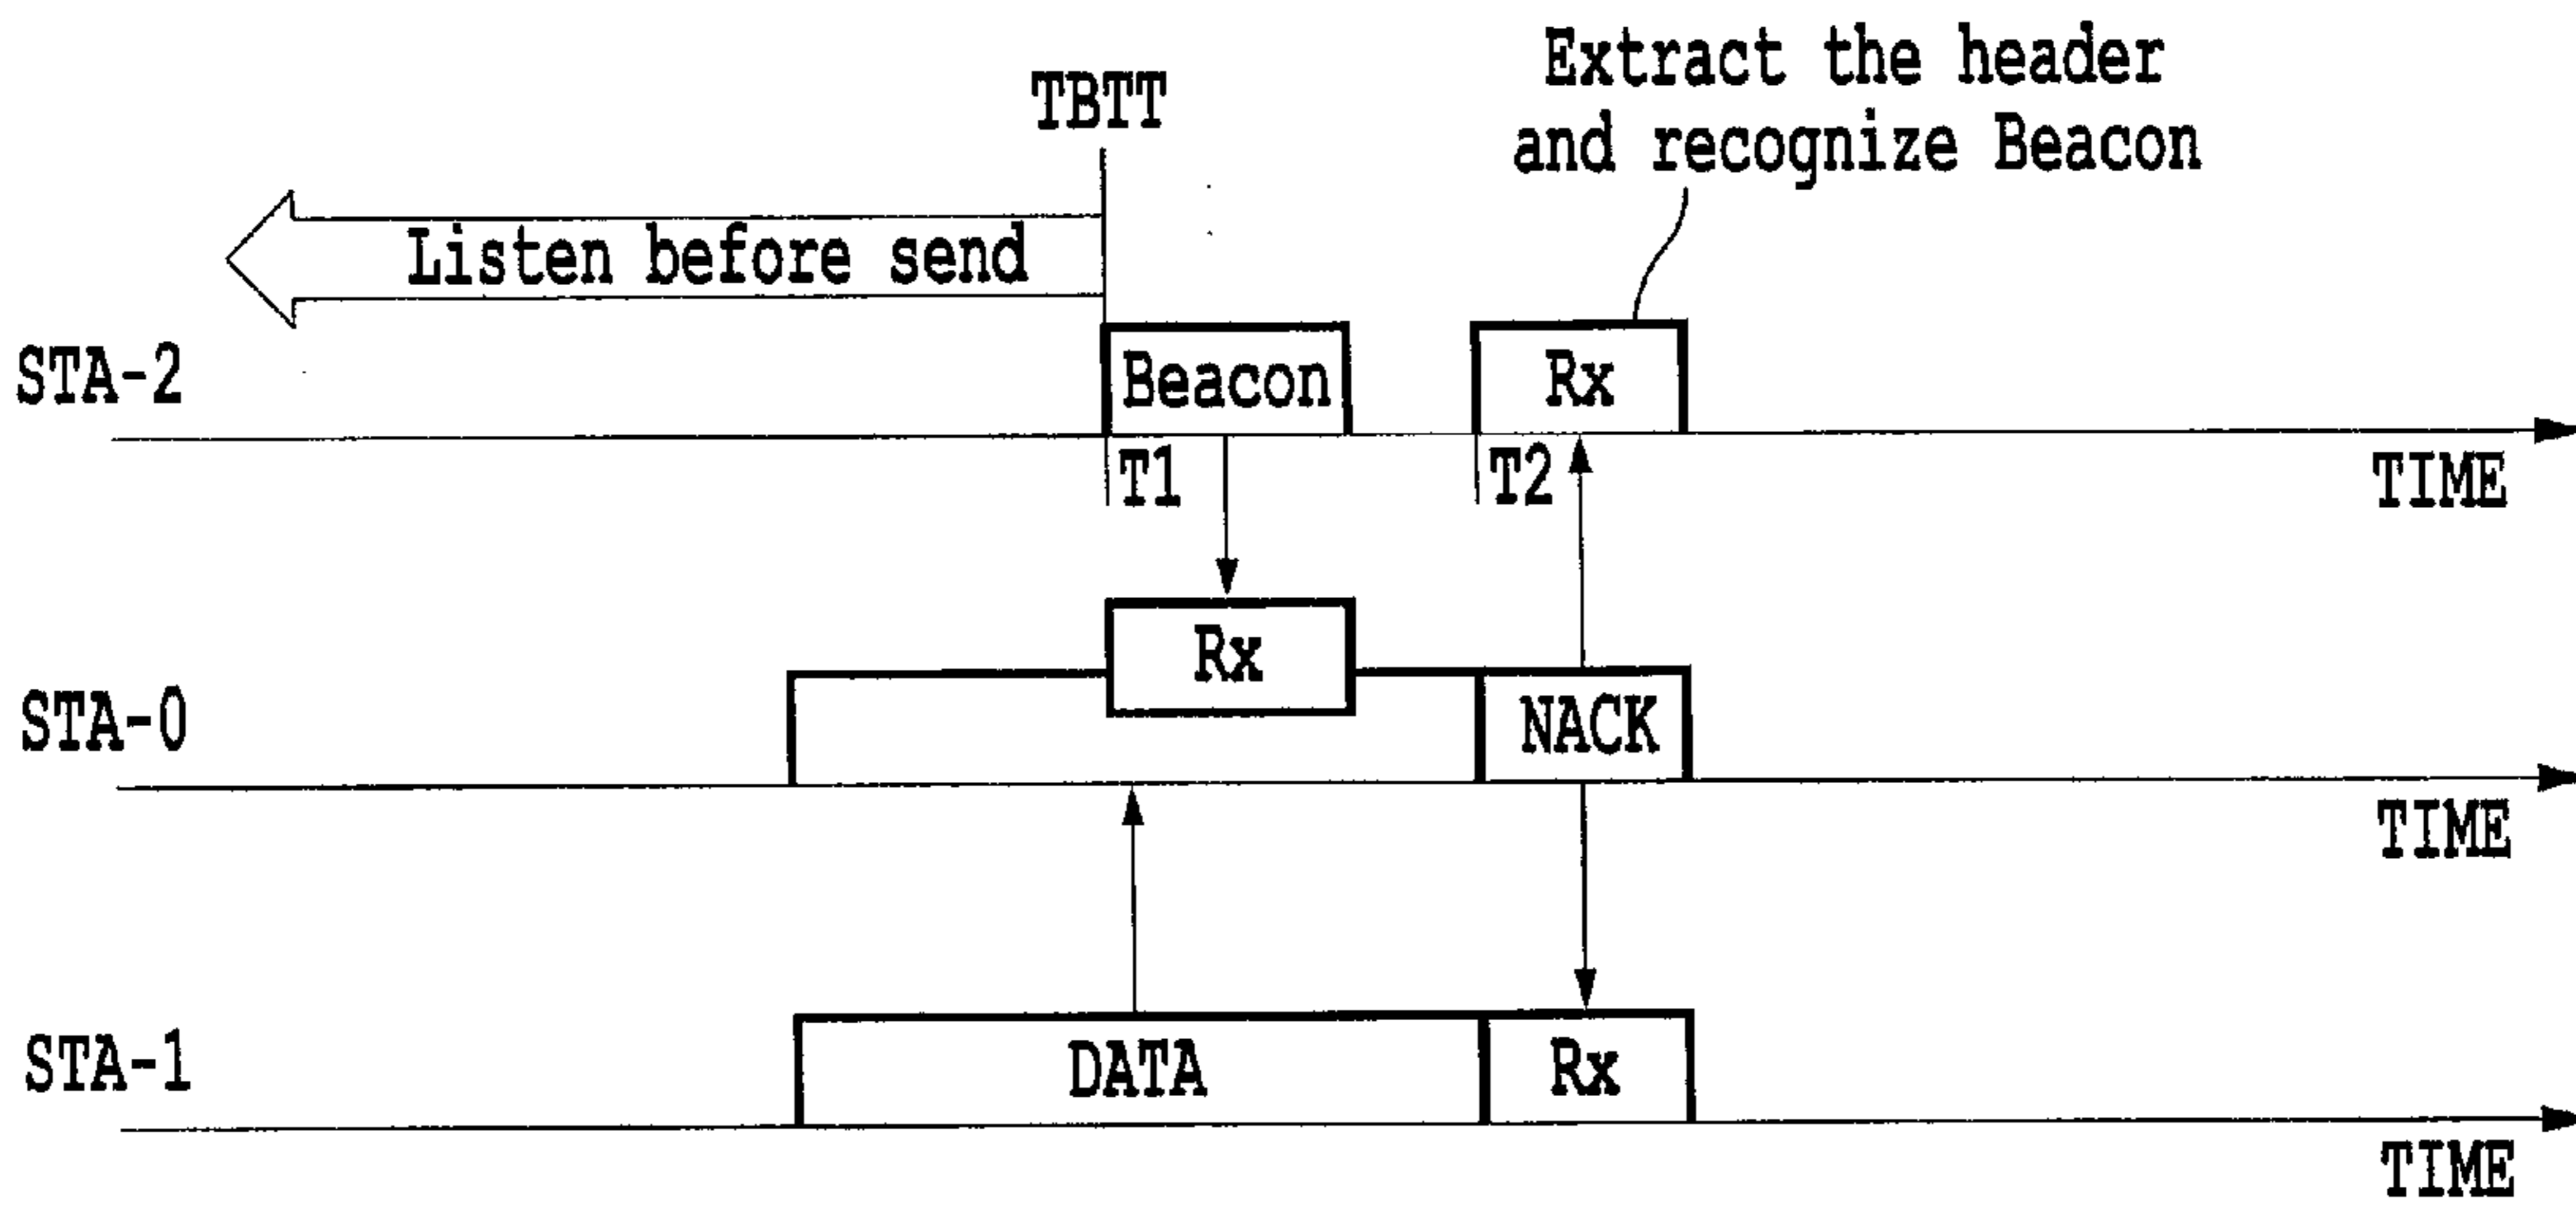 Extract the header
and recognize Beacon
TBTT
Listen before send
STA-2
Beacon
Rx
T1
T2
TIME
Rx
STA-0
NACK
TIME
STA-1
DATA
Rx
TIME